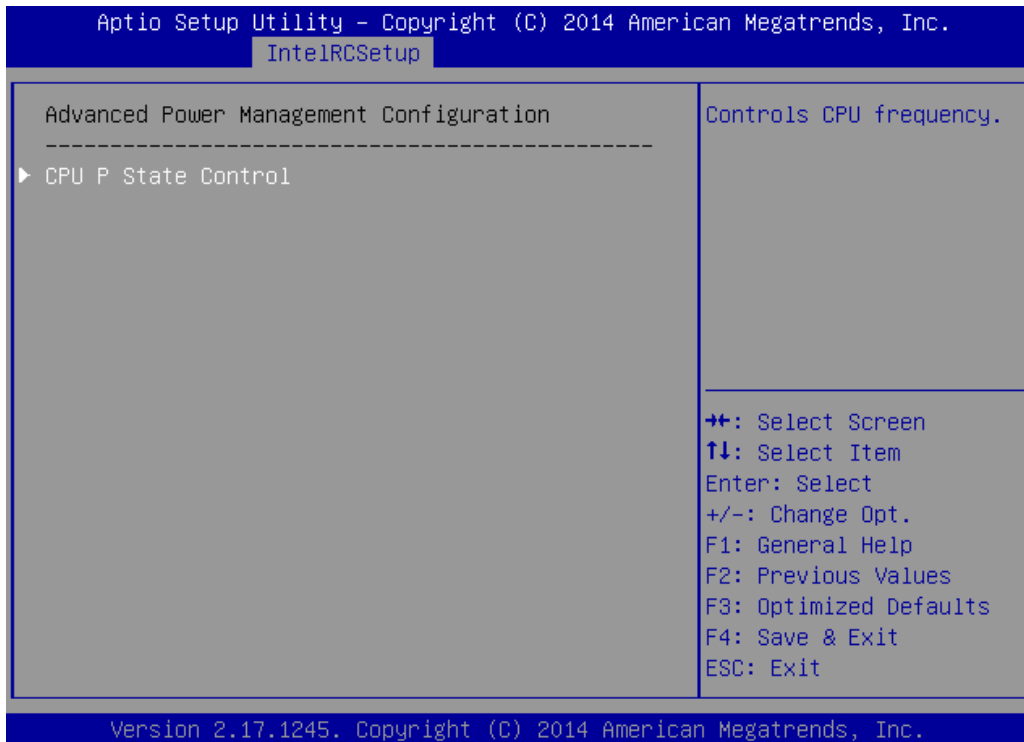 Aptio Setup Utility – Copyright (C) 2014 American Megatrends, Inc.
IntelRCSetup
Advanced Power Management Configuration
-----------------------------------------------
CPU P State Control
Controls CPU frequency.
→←: Select Screen
↑↓: Select Item
Enter: Select
+/-: Change Opt.
F1: General Help
F2: Previous Values
F3: Optimized Defaults
F4: Save & Exit
ESC: Exit
Version 2.17.1245. Copyright (C) 2014 American Megatrends, Inc.